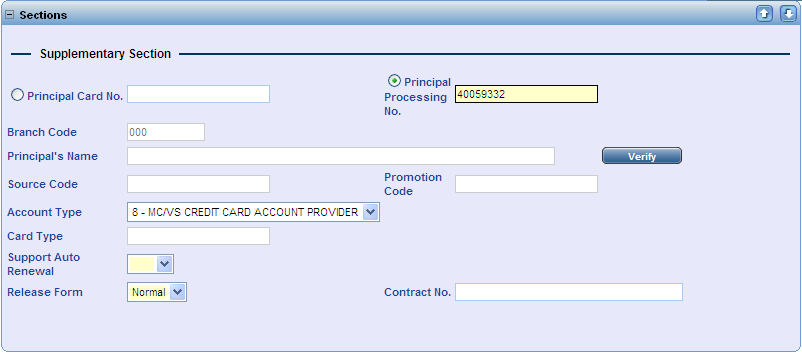 Sections
Supplementary Section
Principal Card No.
Principal
Processing
No.
40059332
Branch Code
000
Principal's Name
Verify
Source Code
Promotion
Code
Account Type
8 - MC/VS CREDIT CARD ACCOUNT PROVIDER
Card Type
Support Auto
Renewal
Release Form
Normal
Contract No.